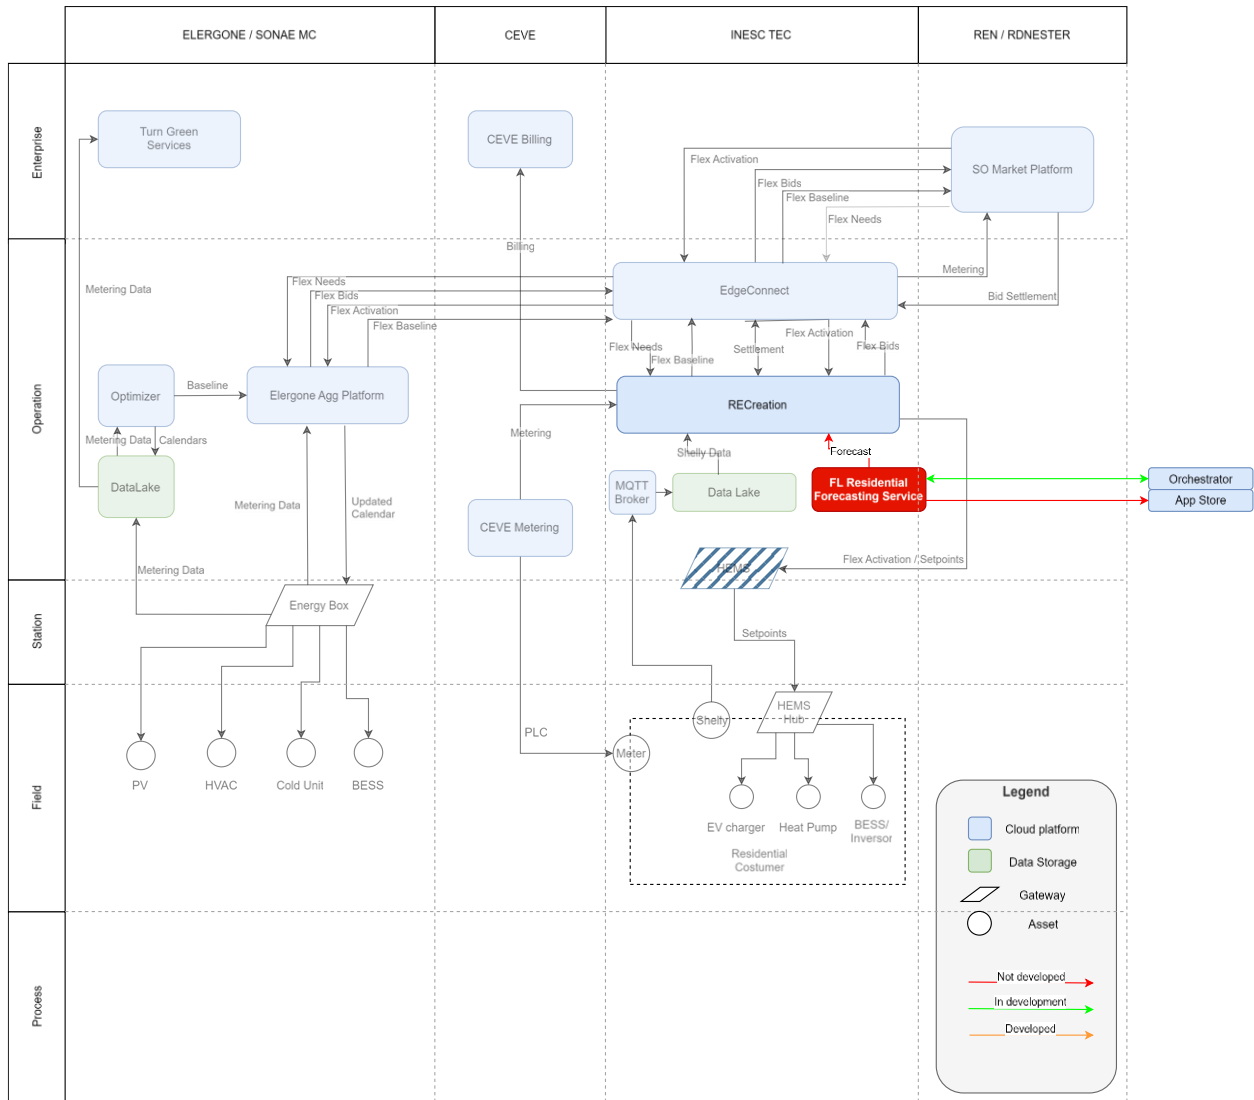 ELERGONE / SONAE MC
CEVE
INESC TEC
REN / RDNESTER
Enterprise
Turn Green
Services
CEVE Billing
SO Market Platform
Flex Activation
Flex Bids
Flex Baseline
Flex Needs
Billing
Operation
Metering Data
Flex Needs
Flex Bids
Flex Activation
Flex Baseline
EdgeConnect
Metering
Bid Settlement
Flex Needs
Flex Baseline
Settlement
Flex Activation
Flex Bids
Optimizer
Baseline
Elergone Agg Platform
RECreation
Metering Data
Calendars
Metering
Shelly Data
Forecast
DataLake
Metering Data
Updated
Calendar
CEVE Metering
MQTT
Broker
Data Lake
FL Residential
Forecasting Service
Orchestrator
App Store
Metering Data
HEMS
Flex Activation / Setpoints
Station
Energy Box
Setpoints
Field
HEMS
Hub
Shelly
PLC
Meter
PV
HVAC
Cold Unit
BESS
EV charger
Heat Pump
BESS/
Inversor
Residential
Costumer
Legend
Cloud platform
Data Storage
Gateway
Asset
Process
Not developed
In development
Developed